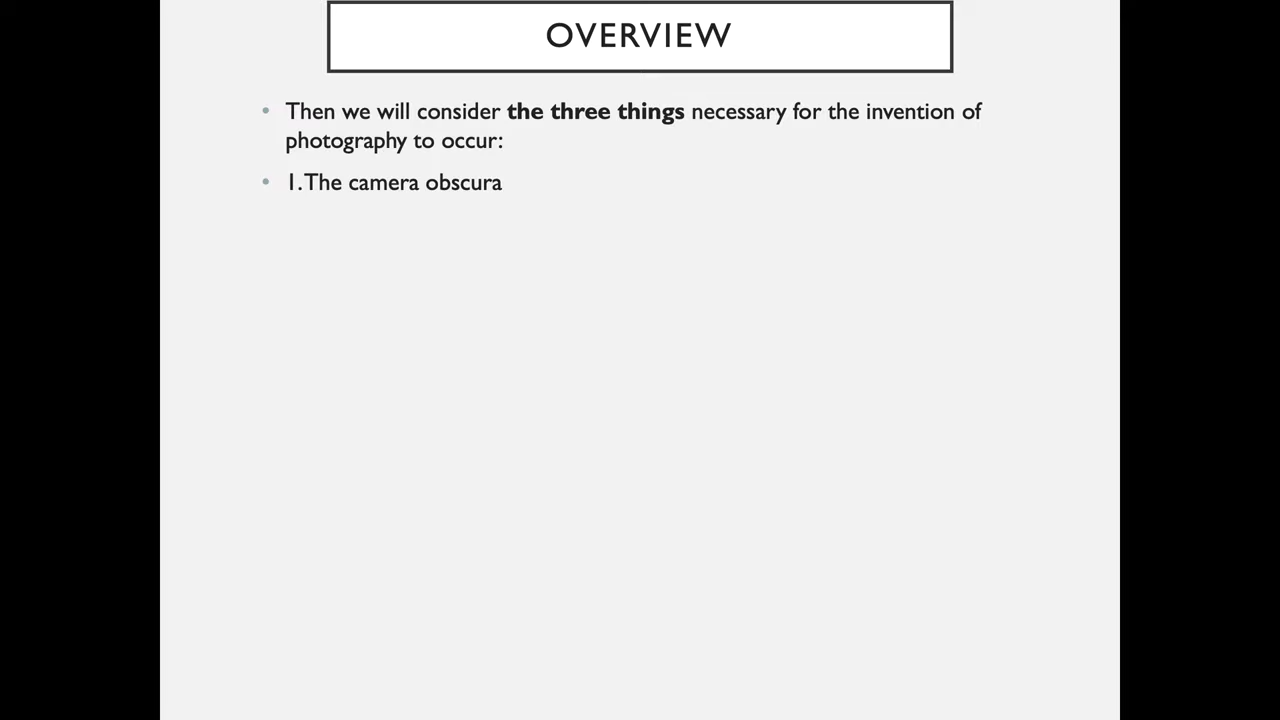 OVERVIEW
• Then we will consider the three things necessary for the invention of
photography to occur:
• 1. The camera obscura